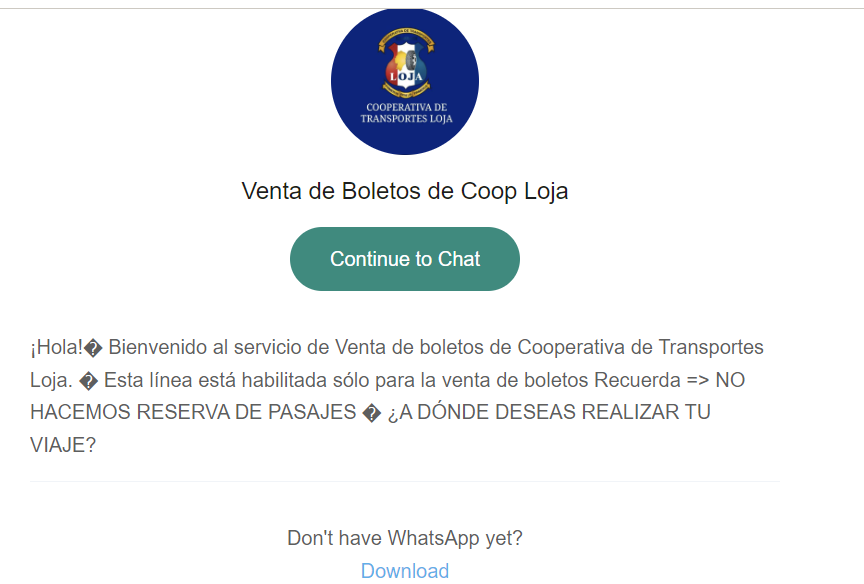 LOJA
COOPERATIVA DE
TRANSPORTES LOJA
Venta de Boletos de Coop Loja
Continue to Chat
¡Hola!� Bienvenido al servicio de Venta de boletos de Cooperativa de Transportes
Loja. � Esta línea está habilitada sólo para la venta de boletos Recuerda => NO
HACEMOS RESERVA DE PASAJES � ¿A DÓNDE DESEAS REALIZAR TU
VIAJE?
Don't have WhatsApp yet?
Download